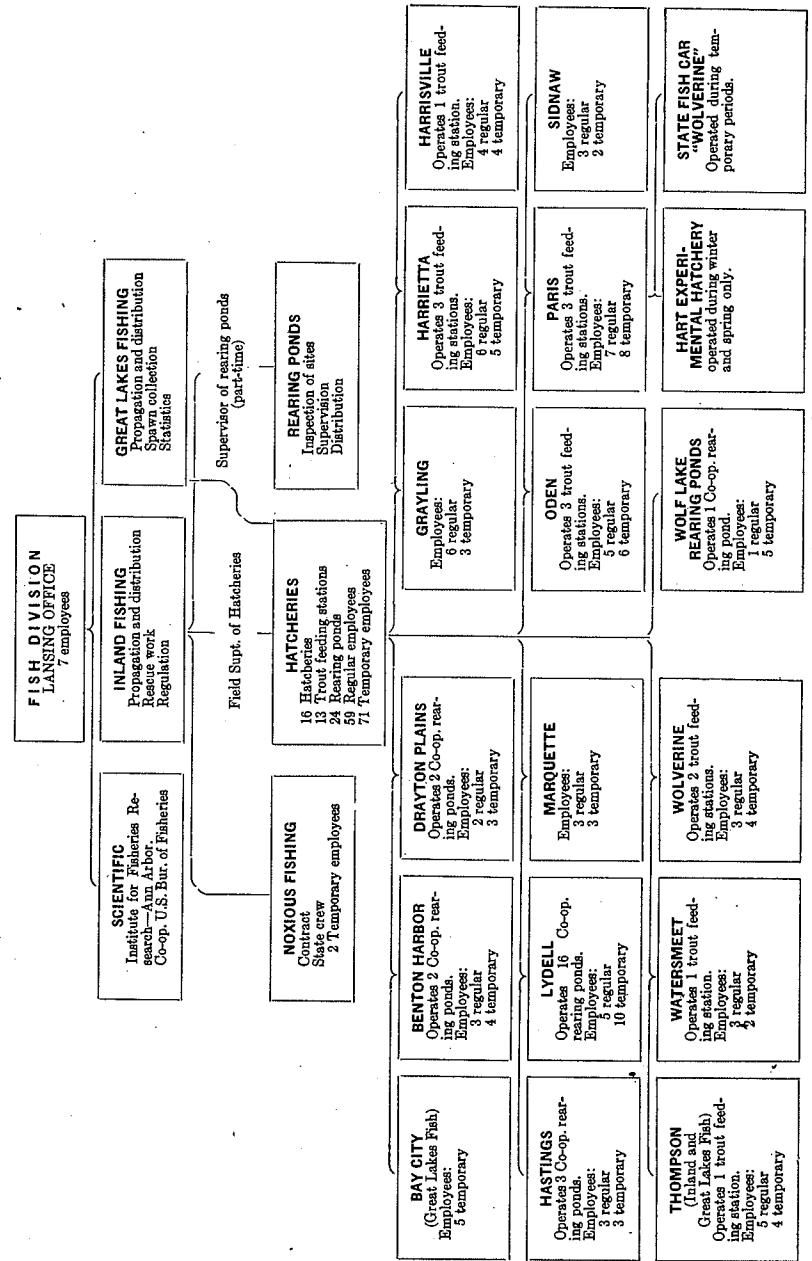 FISH DIVISION
LANSING OFFICE
7 employees
SCIENTIFIC
Institute for Fisheries Re-
search—Ann Arbor.
Co-op. U.S. Bur. of Fisheries
INLAND FISHING
Propagation and distribution
Rescue work
Regulation
GREAT LAKES FISHING
Propagation and distribution
Spawn collection
Statistics
Field Supt. of Hatcheries
Supervisor of rearing ponds
(part-time)
NOXIOUS FISHING
Contract
State crew
2 Temporary employees
HATCHERIES
16 Hatcheries
13 Trout feeding stations
24 Rearing ponds
59 Regular employees
71 Temporary employees
REARING PONDS
Inspection of sites
Supervision
Distribution
BAY CITY
(Great Lakes Fish)
Employees:
5 temporary
BENTON HARBOR
Operates 2 Co-op. rear-
ing ponds.
Employees:
3 regular
4 temporary
DRAYTON PLAINS
Operates 2 Co-op. rear-
ing ponds.
Employees:
2 regular
3 temporary
GRAYLING
Employees:
6 regular
3 temporary
HARRIETTA
Operates 3 trout feed-
ing stations.
Employees:
6 regular
5 temporary
HARRISVILLE
Operates 1 trout feed-
ing station.
Employees:
4 regular
4 temporary
HASTINGS
Operates 3 Co-op. rear-
ing ponds.
Employees:
3 regular
3 temporary
LYDELL
Operates 16 Co-op.
rearing ponds.
Employees:
5 regular
10 temporary
MARQUETTE
Employees:
3 regular
3 temporary
ODEN
Operates 3 trout feed-
ing stations.
Employees:
5 regular
6 temporary
PARIS
Operates 3 trout feed-
ing stations.
Employees:
7 regular
8 temporary
SIDNAW
Employees:
3 regular
2 temporary
THOMPSON
(Inland and
Great Lakes Fish)
Operates 1 trout feed-
ing station.
Employees:
5 regular
4 temporary
WATERSMEET
Operates 1 trout feed-
ing station.
Employees:
3 regular
2 temporary
WOLVERINE
Operates 2 trout feed-
ing stations.
Employees:
3 regular
4 temporary
WOLF LAKE
REARING PONDS
Operates 1 Co-op. rear-
ing pond.
Employees:
1 regular
5 temporary
HART EXPERI-
MENTAL HATCHERY
operated during winter
and spring only.
STATE FISH CAR
"WOLVERINE"
Operated during tem-
porary periods.